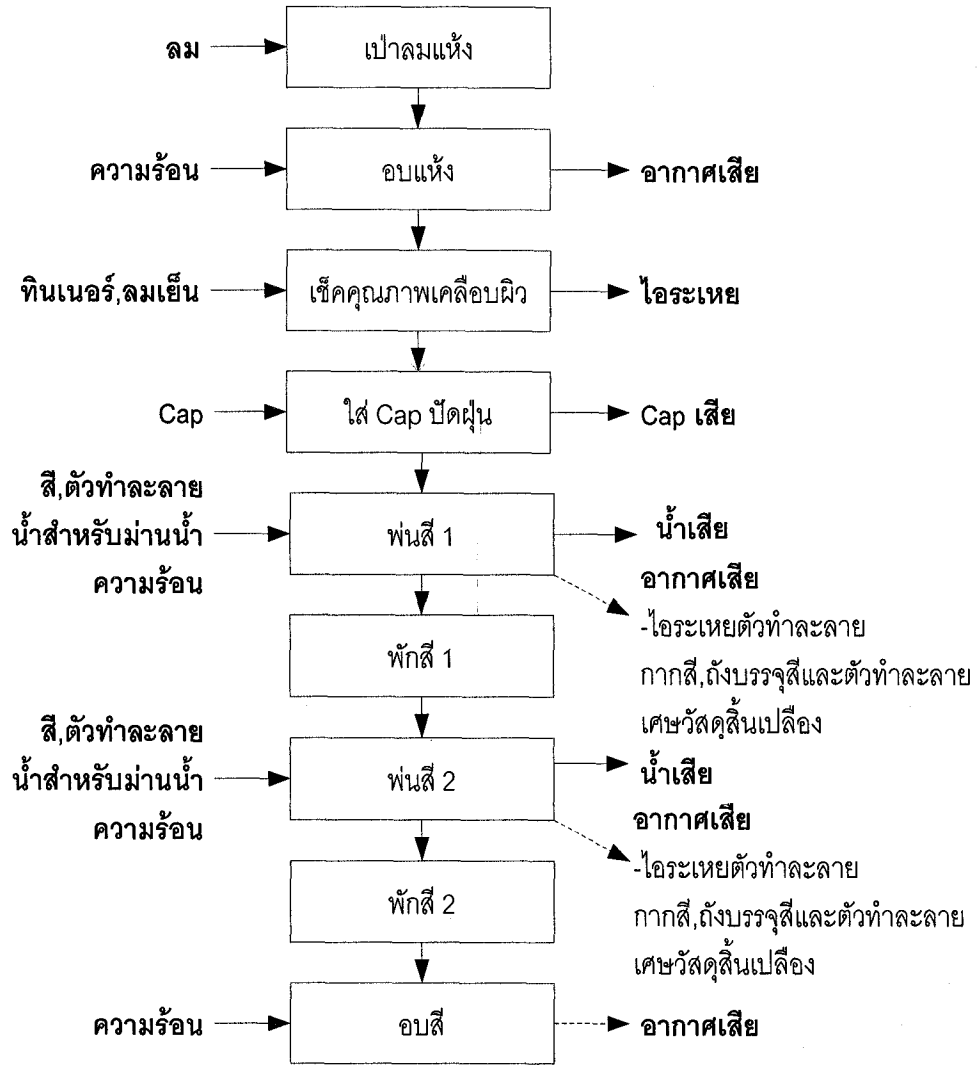 ลม
เป่าลมแห้ง
ความร้อน
อบแห้ง
อากาศเสีย
ทินเนอร์,ลมเย็น
เช็คคุณภาพเคลือบผิว
ไอระเหย
Cap
ใส่ Cap ปัดฝุ่น
Cap เสีย
สี,ตัวทำละลาย
น้ำสำหรับม่านน้ำ
ความร้อน
พ่นสี 1
น้ำเสีย
อากาศเสีย
-ไอระเหยตัวทำละลาย
กากสี,ถังบรรจุสีและตัวทำละลาย
เศษวัสดุสิ้นเปลือง
พักสี 1
สี,ตัวทำละลาย
น้ำสำหรับม่านน้ำ
ความร้อน
พ่นสี 2
น้ำเสีย
อากาศเสีย
-ไอระเหยตัวทำละลาย
กากสี,ถังบรรจุสีและตัวทำละลาย
เศษวัสดุสิ้นเปลือง
พักสี 2
ความร้อน
อบสี
อากาศเสีย